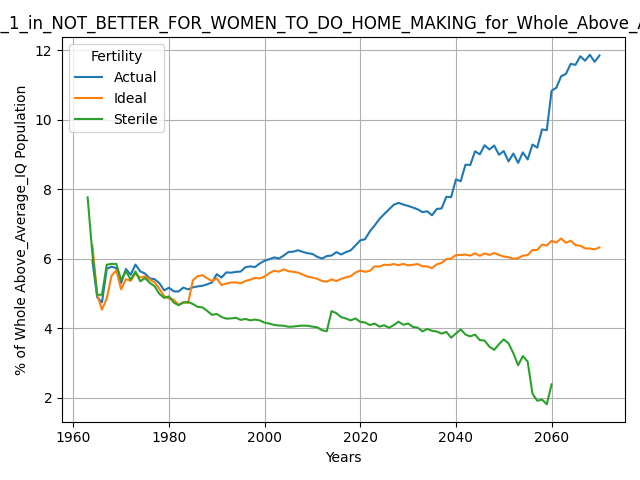 _1_in_NOT_BETTER_FOR_WOMEN_TO_DO_HOME_MAKING_for_Whole_Above_
Fertility
Actual
Ideal
Sterile
% of Whole Above_Average_IQ Population
12
10
8
6
4
2
1960
1980
2000
2020
2040
2060
Years